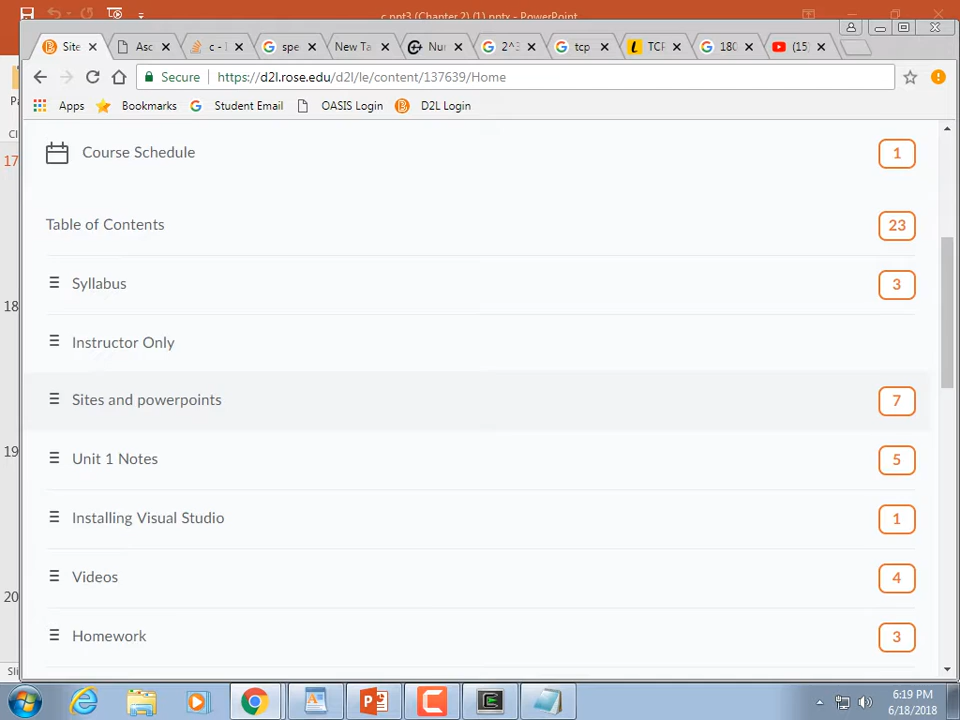 c ppt3 (Chapter 2) (1).pptx - PowerPoint
Site
Asc
c - I
spe
New Ta
Nur
2^3
tcp
TCF
180
(15)
Secure
https://d2l.rose.edu/d2l/le/content/137639/Home
Apps
Bookmarks
Student Email
OASIS Login
D2L Login
Course Schedule
1
Table of Contents
23
Syllabus
3
Instructor Only
Sites and powerpoints
7
Unit 1 Notes
5
Installing Visual Studio
1
Videos
4
Homework
3
17
18
19
20
6:19 PM
6/18/2018